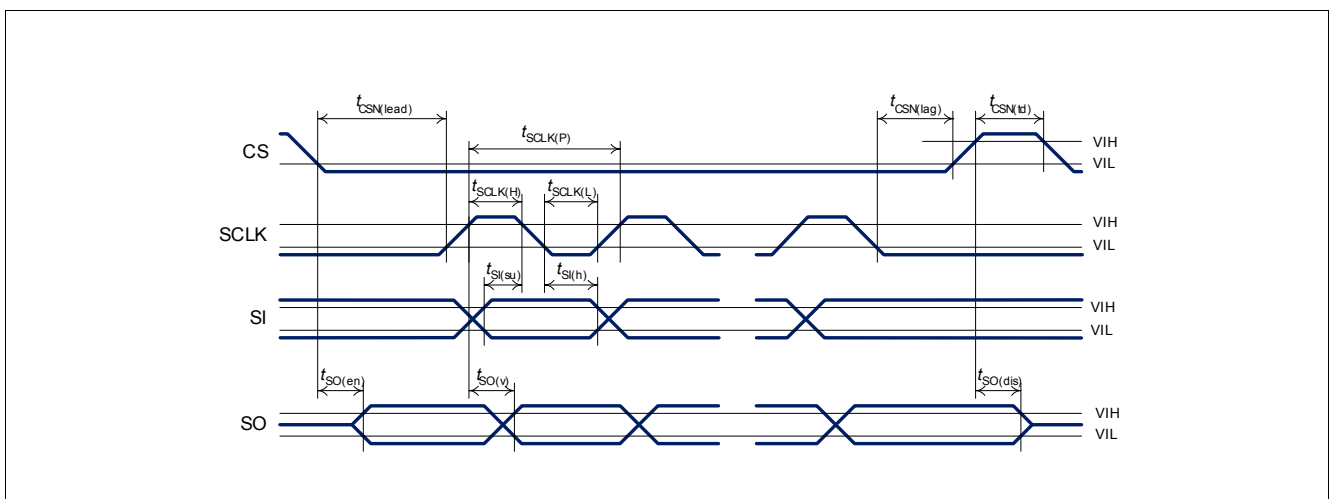 tCSN(lead) tCSN(lag) tCSN(td)
CS tSCLK(P) VIH
VIL
tSCLK(H) tSCLK(L)
SCLK VIH
VIL
tSI(su) tSI(h)
SI VIH
VIL
tSO(en) tSO(v) tSO(dis)
SO VIH
VIL